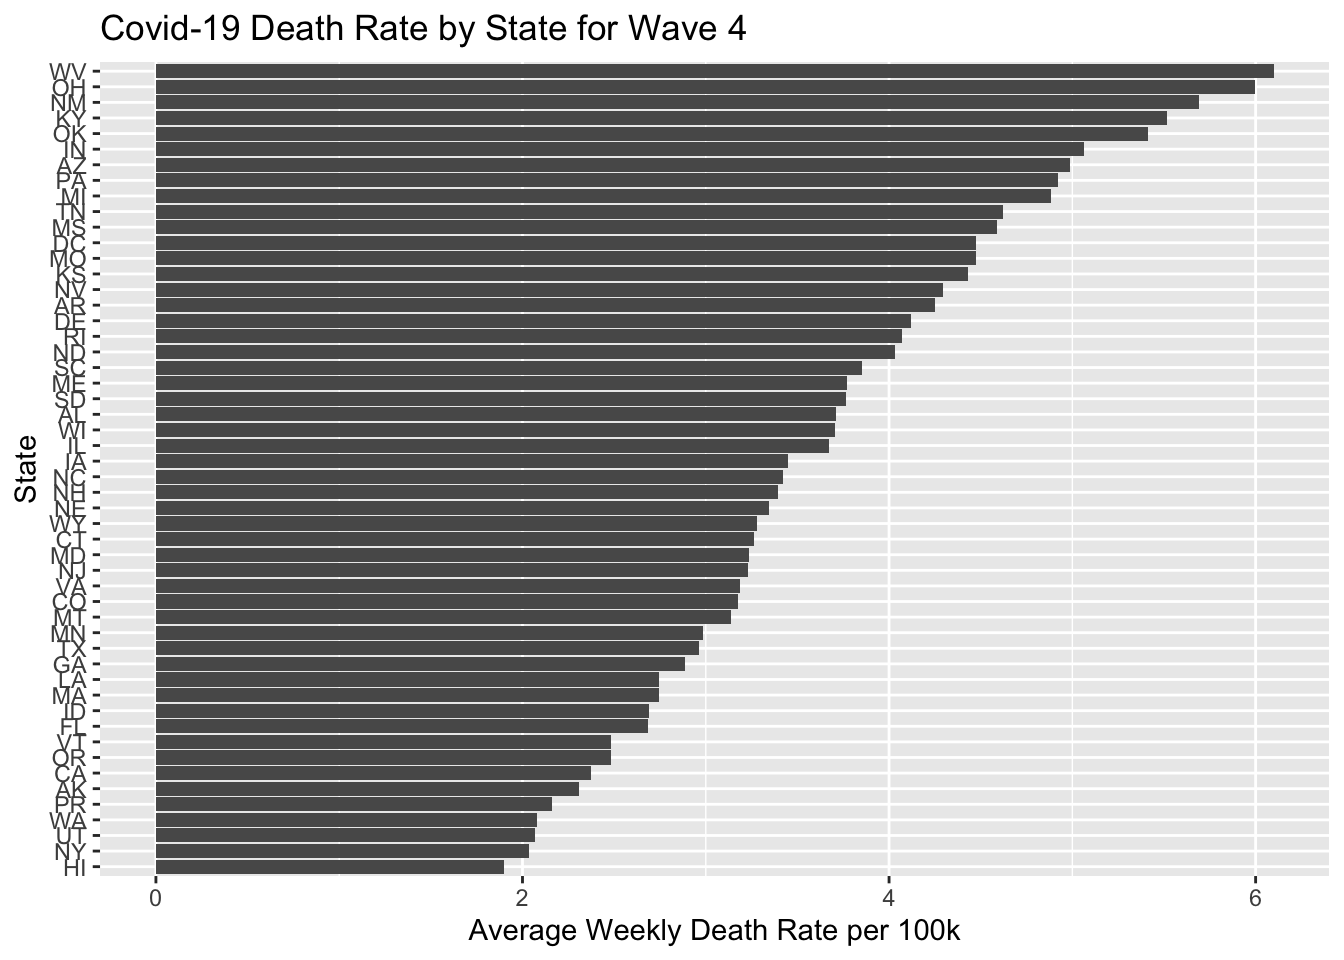 Covid-19 Death Rate by State for Wave 4
WV
OH
NM
KY
OK
IN
AZ
PA
MI
TN
MS
DC
MO
KS
NV
AR
DE
RI
ND
SC
ME
SD
AL
WI
IL
IA
NC
NH
NE
WY
CT
MD
NJ
VA
CO
MT
MN
TX
GA
LA
MA
ID
FL
VT
OR
CA
AK
PR
WA
UT
NY
HI
State
0 2 4 6
Average Weekly Death Rate per 100k